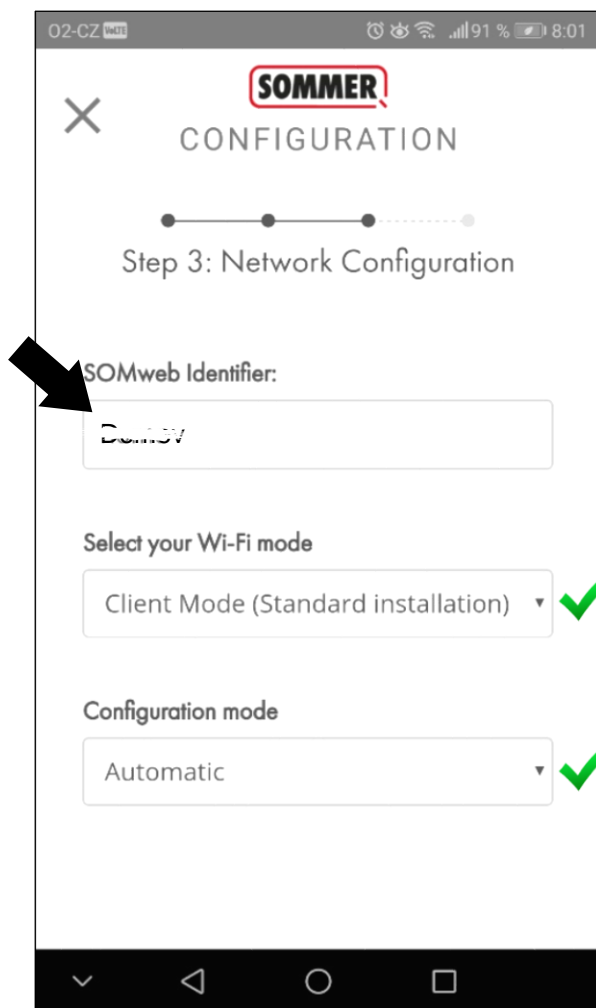 O2-CZ VoLTE 91 % 8:01
SOMMER
CONFIGURATION
Step 3: Network Configuration
SOMweb Identifier:
Select your Wi-Fi mode
Client Mode (Standard installation)
Configuration mode
Automatic